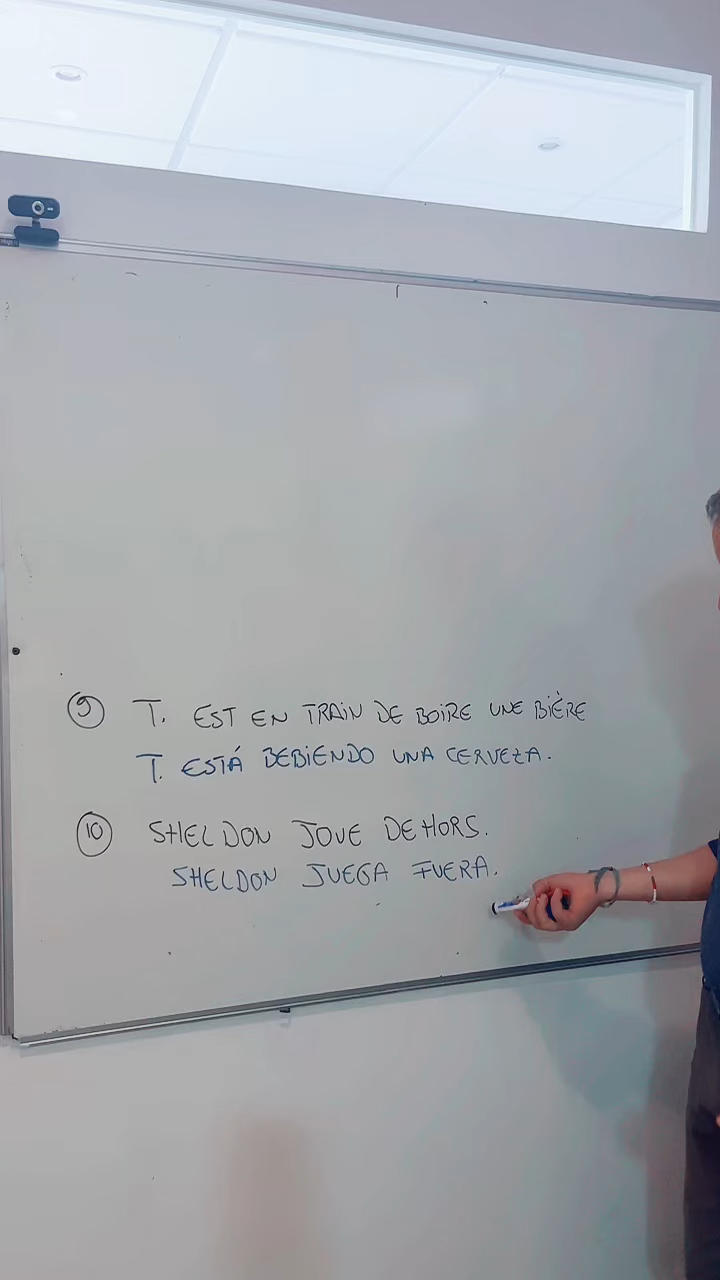 9 T. EST EN TRAIN DE BOIRE UNE BIÈRE
T. ESTÁ BEBIENDO UNA CERVEZA.
10 SHELDON JOUE DEHORS.
SHELDON JUEGA FUERA.